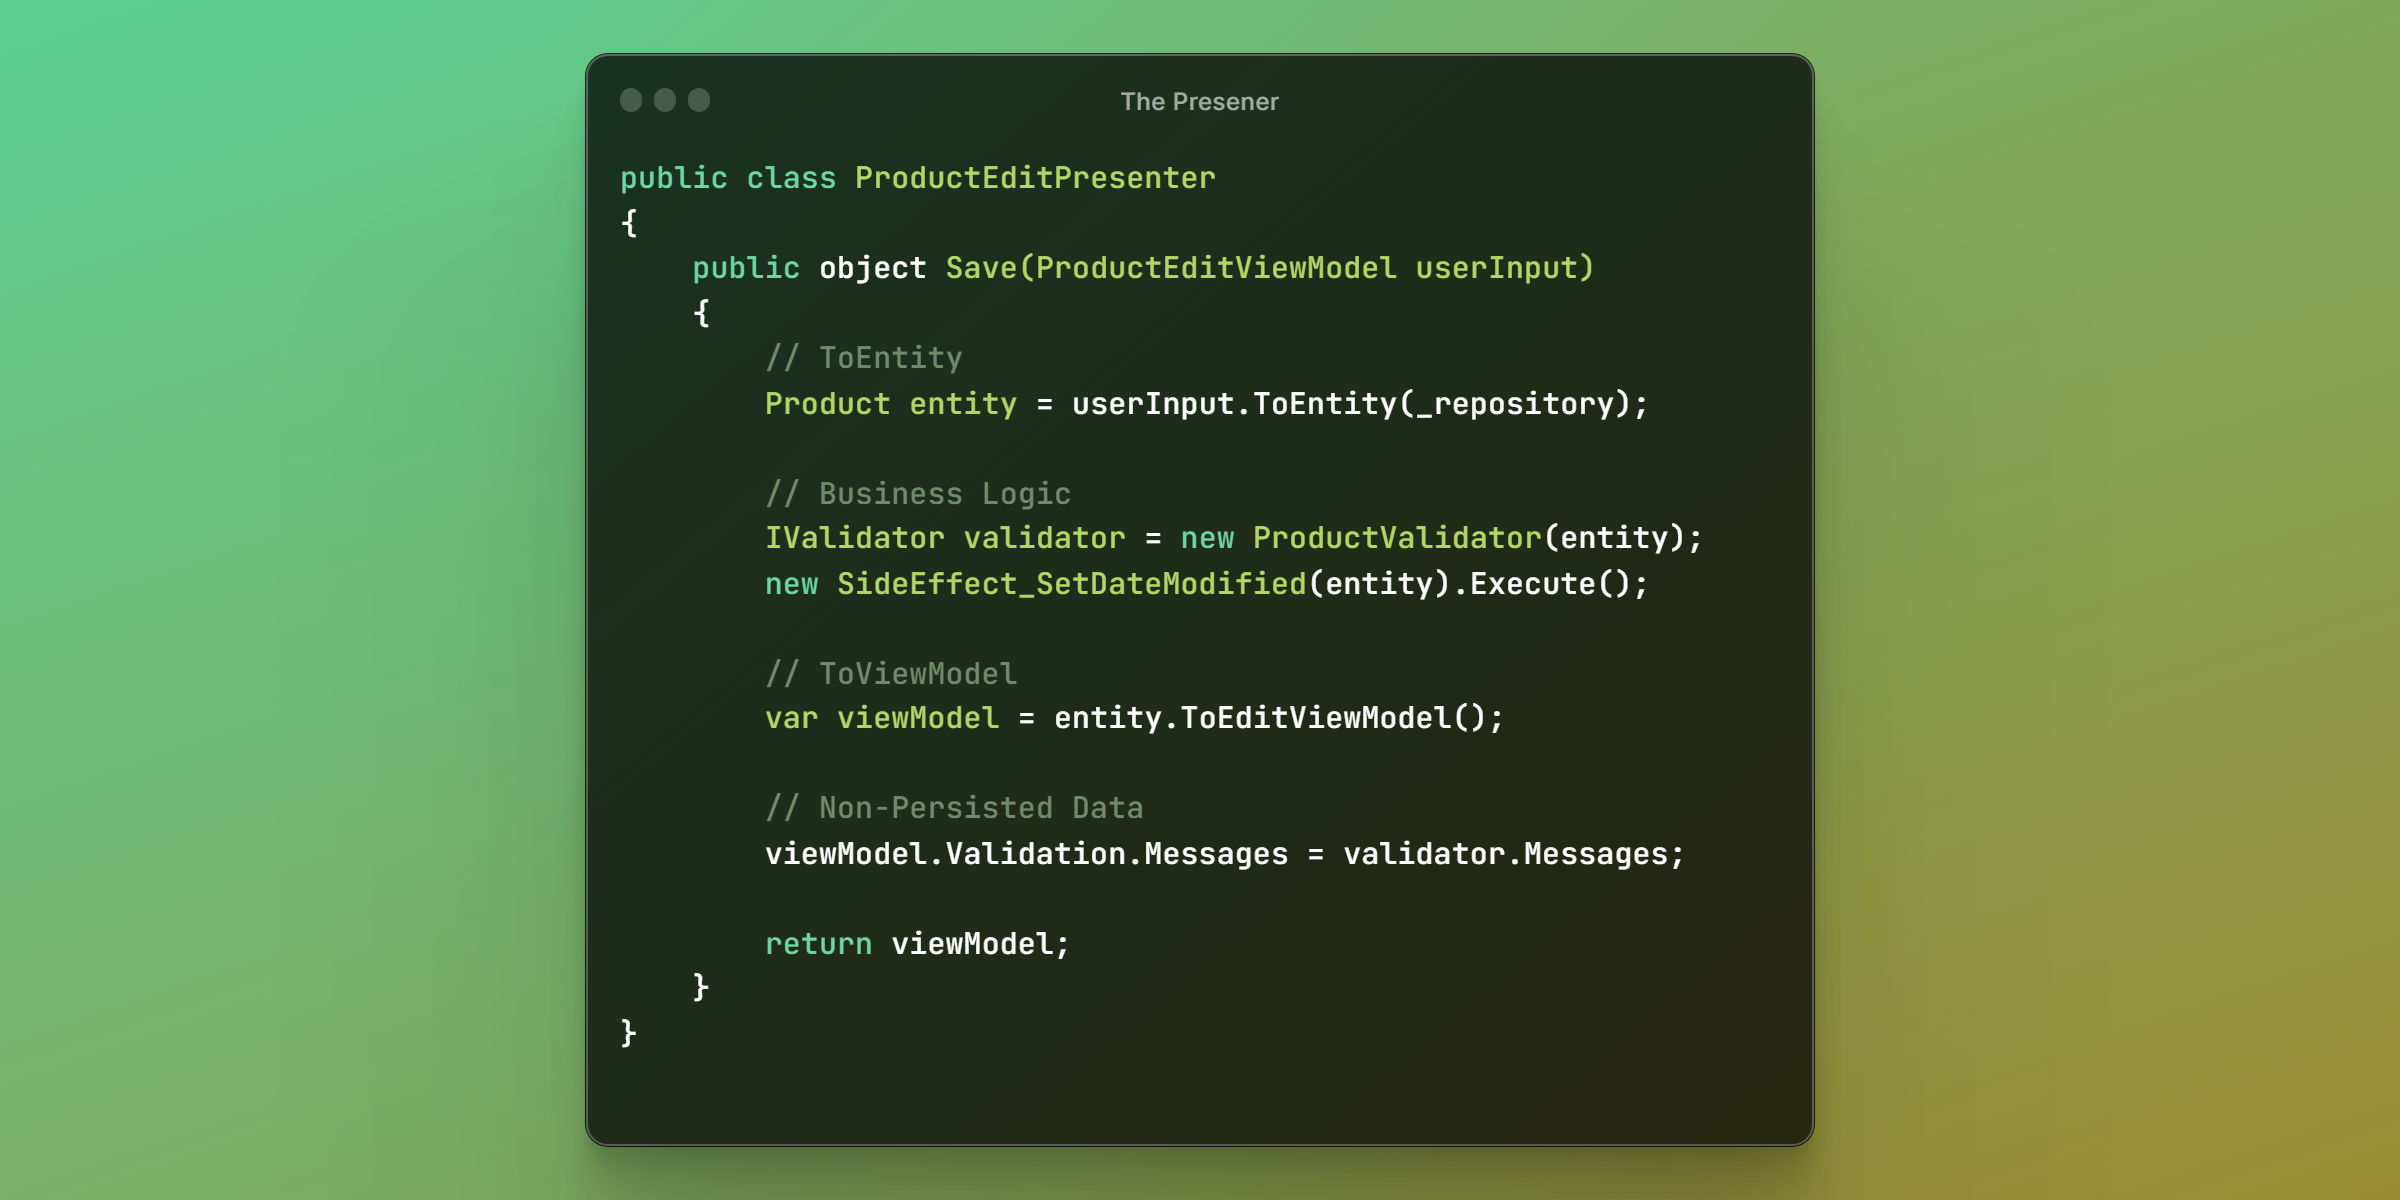 The Presener
public class ProductEditPresenter
{
    public object Save(ProductEditViewModel userInput)
    {
        // ToEntity
        Product entity = userInput.ToEntity(_repository);

        // Business Logic
        IValidator validator = new ProductValidator(entity);
        new SideEffect_SetDateModified(entity).Execute();

        // ToViewModel
        var viewModel = entity.ToEditViewModel();

        // Non-Persisted Data
        viewModel.Validation.Messages = validator.Messages;

        return viewModel;
    }
}